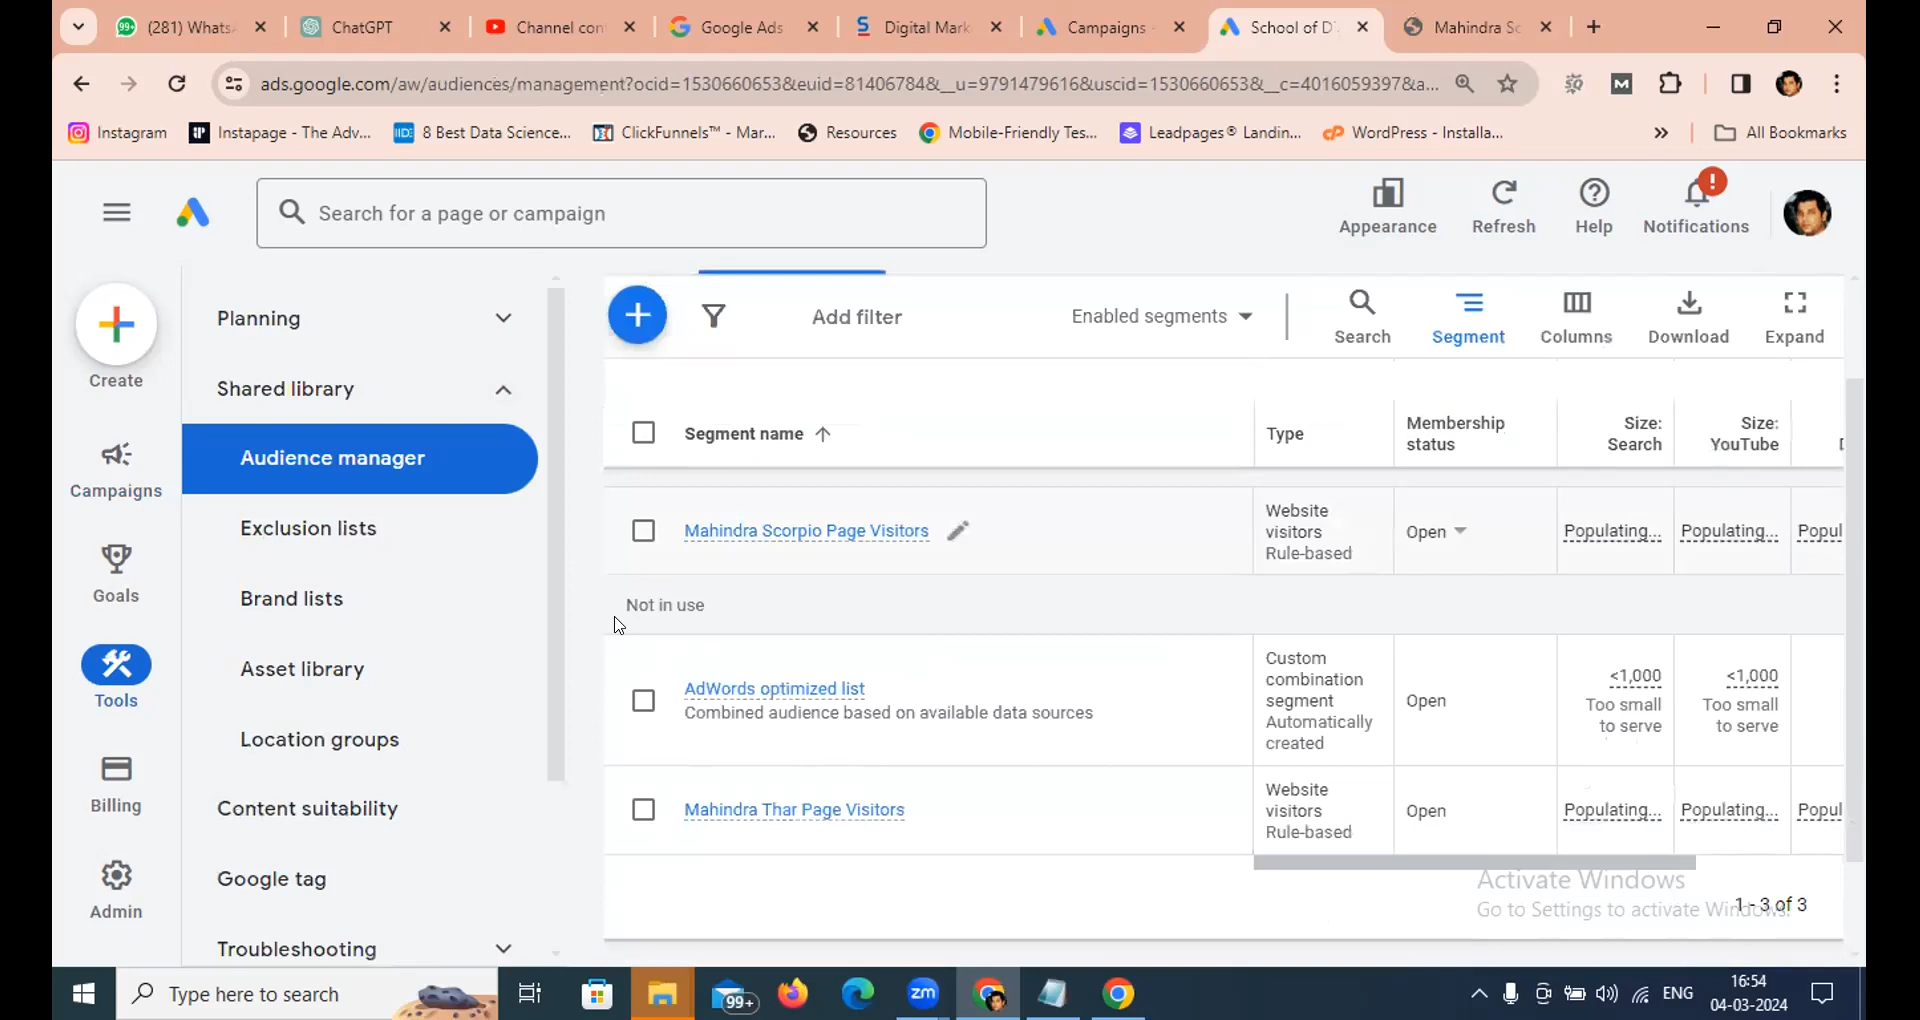 (281) Whats
ChatGPT
Channel con
Google Ads
Digital Mark
Campaigns -
School of D
Mahindra Sc
ads.google.com/aw/audiences/management?ocid=1530660653&euid=81406784&__u=9791479616&uscid=1530660653&__c=4016059397&a...
Instagram
Instapage - The Adv...
8 Best Data Science...
ClickFunnels™ - Mar...
Resources
Mobile-Friendly Tes...
Leadpages® Landin...
WordPress - Installa...
»
All Bookmarks
Search for a page or campaign
Appearance
Refresh
Help
Notifications
Create
Campaigns
Goals
Tools
Billing
Admin
Planning
Shared library
Audience manager
Exclusion lists
Brand lists
Asset library
Location groups
Content suitability
Google tag
Troubleshooting
Add filter
Enabled segments
Search
Segment
Columns
Download
Expand
Segment name
Type
Membership
status
Size:
Search
Size:
YouTube
Mahindra Scorpio Page Visitors
Website
visitors
Rule-based
Open
Populating...
Populating...
Popul
Not in use
AdWords optimized list
Combined audience based on available data sources
Custom
combination
segment
Automatically
created
Open
<1,000
Too small
to serve
<1,000
Too small
to serve
Mahindra Thar Page Visitors
Website
visitors
Rule-based
Open
Populating...
Populating...
Popul
Activate Windows
Go to Settings to activate Windows.
1 - 3 of 3
Type here to search
99+
zm
ENG
16:54
04-03-2024